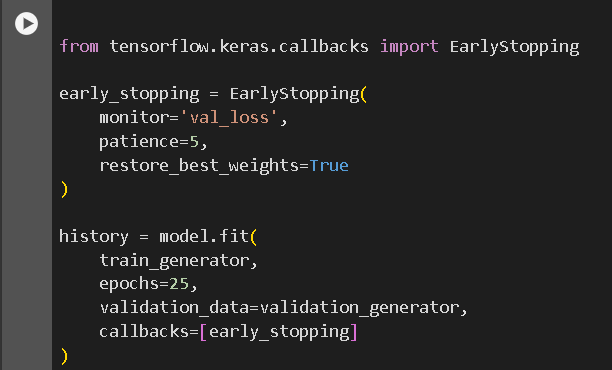 from tensorflow.keras.callbacks import EarlyStopping
early_stopping = EarlyStopping(
    monitor='val_loss',
    patience=5,
    restore_best_weights=True
)
history = model.fit(
    train_generator,
    epochs=25,
    validation_data=validation_generator,
    callbacks=[early_stopping]
)